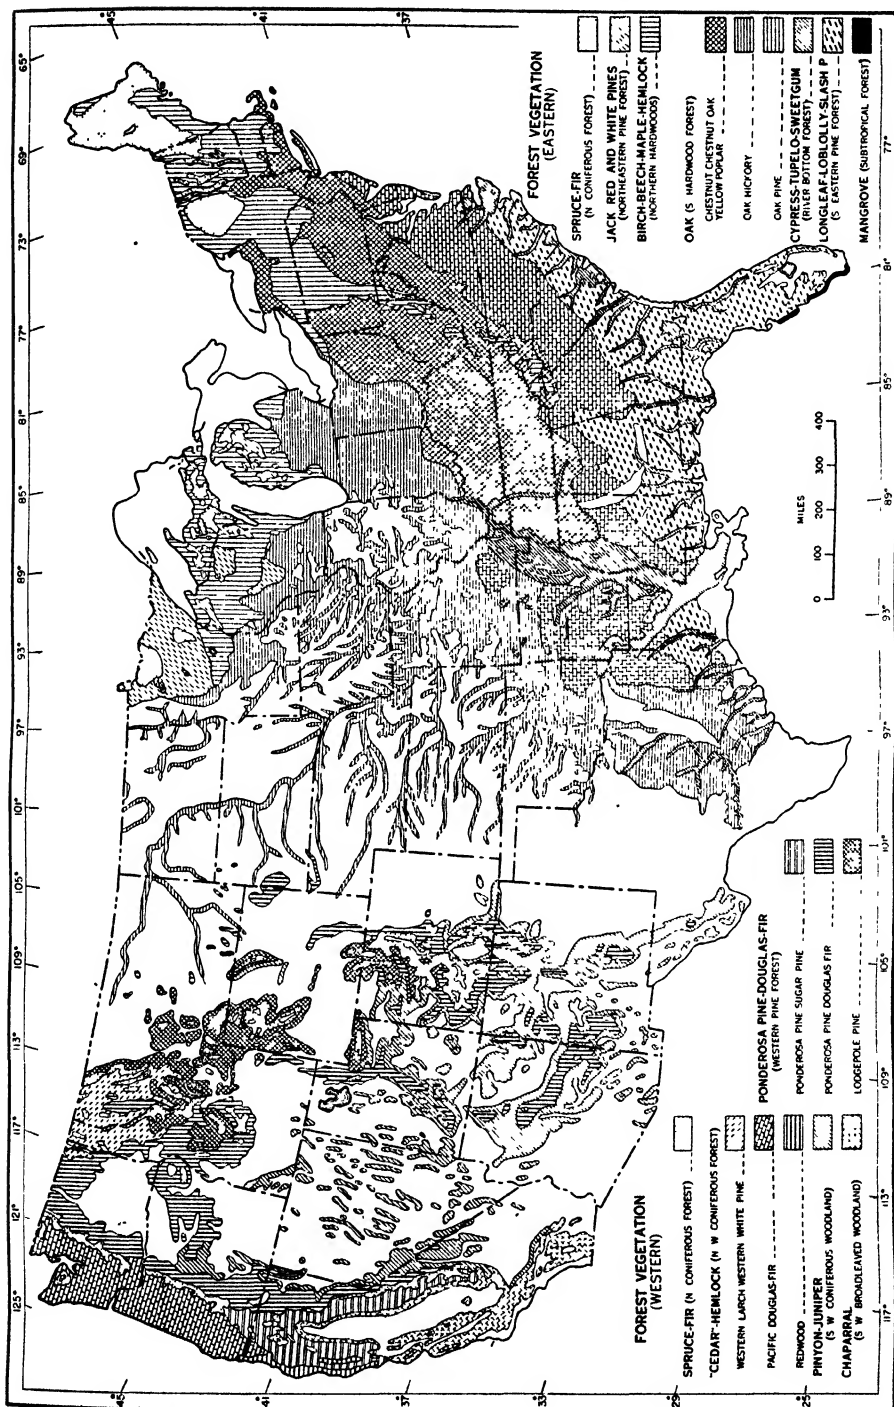 125° 121° 117° 113° 109° 105° 101° 97° 93° 89° 85° 81° 77° 73° 69° 65°
45°
41°
37°
33°
29°
25°
45°
41°
37°
FOREST VEGETATION
(WESTERN)
SPRUCE-FIR (N CONIFEROUS FOREST)
"CEDAR"-HEMLOCK (N W CONIFEROUS FOREST)
WESTERN LARCH-WESTERN WHITE PINE
PACIFIC DOUGLAS-FIR
REDWOOD
PINYON-JUNIPER
(S W CONIFEROUS WOODLAND)
CHAPARRAL
(S W BROADLEAVED WOODLAND)
PONDEROSA PINE-DOUGLAS-FIR
(WESTERN PINE FOREST)
PONDEROSA PINE SUGAR PINE
PONDEROSA PINE DOUGLAS FIR
LODGEPOLE PINE
MILES
0 100 200 300 400
FOREST VEGETATION
(EASTERN)
SPRUCE-FIR
(N CONIFEROUS FOREST)
JACK RED AND WHITE PINES
(NORTHEASTERN PINE FOREST)
BIRCH-BEECH-MAPLE-HEMLOCK
(NORTHERN HARDWOODS)
OAK (S HARDWOOD FOREST)
CHESTNUT CHESTNUT OAK
YELLOW POPLAR
OAK HICKORY
OAK PINE
CYPRESS-TUPELO-SWEETGUM
(RIVER BOTTOM FOREST)
LONGLEAF-LOBLOLLY-SLASH P
(S EASTERN PINE FOREST)
MANGROVE (SUBTROPICAL FOREST)
117° 113° 109° 105° 101° 97° 93° 89° 85° 81° 77°